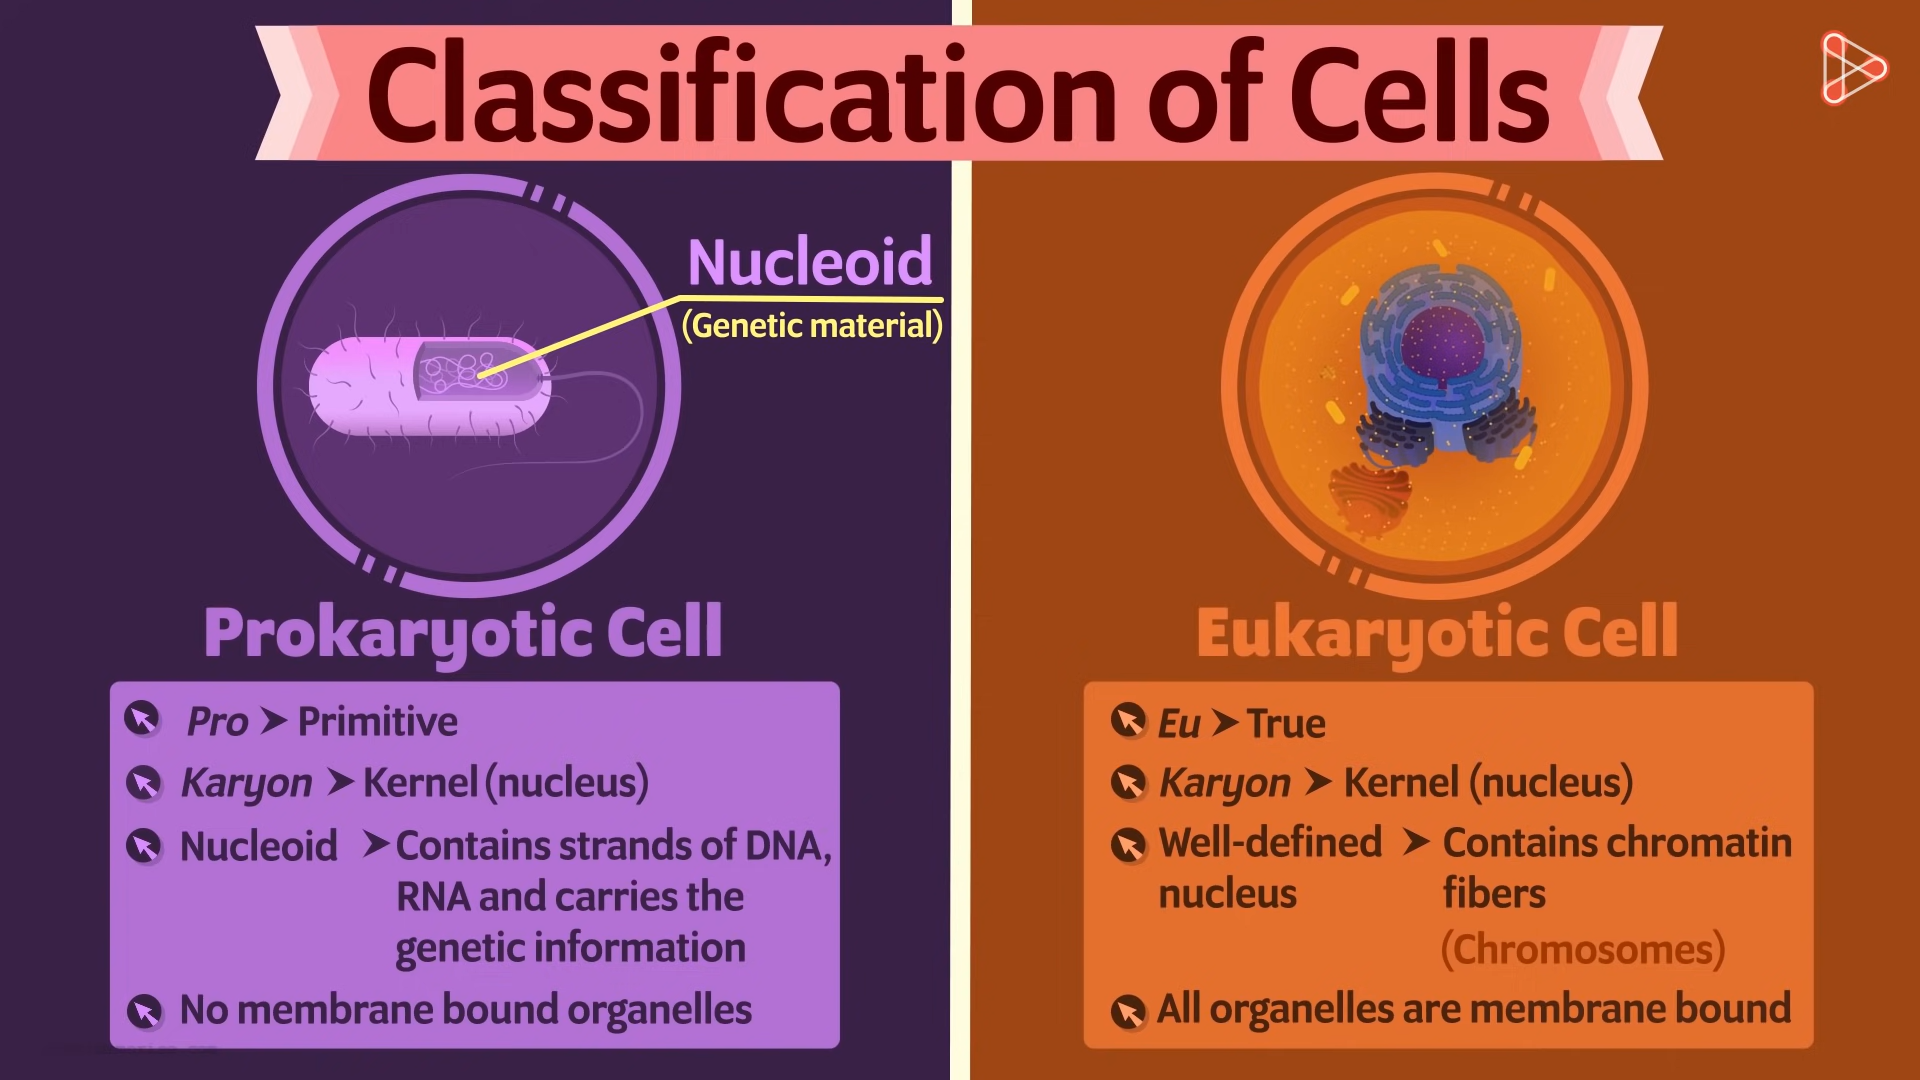 Classification of Cells
Nucleoid
(Genetic material)
Prokaryotic Cell
Pro ➤ Primitive
Karyon ➤ Kernel (nucleus)
Nucleoid ➤ Contains strands of DNA,
RNA and carries the
genetic information
No membrane bound organelles
Eukaryotic Cell
Eu ➤ True
Karyon ➤ Kernel (nucleus)
Well-defined ➤ Contains chromatin
nucleus fibers
(Chromosomes)
All organelles are membrane bound